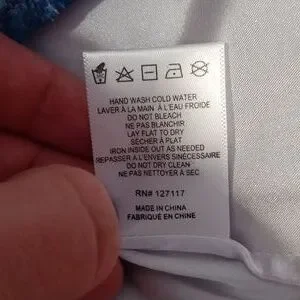 HAND WASH COLD WATER
LAVER À LA MAIN À L'EAU FROIDE
DO NOT BLEACH
NE PAS BLANCHIR
LAY FLAT TO DRY
SÉCHER À PLAT
IRON INSIDE OUT AS NEEDED
REPASSER À L'ENVERS SINÉCESSAIRE
DO NOT DRY CLEAN
NE PAS NETTOYER À SEC
RN# 127117
MADE IN CHINA
FABRIQUÉ EN CHINE